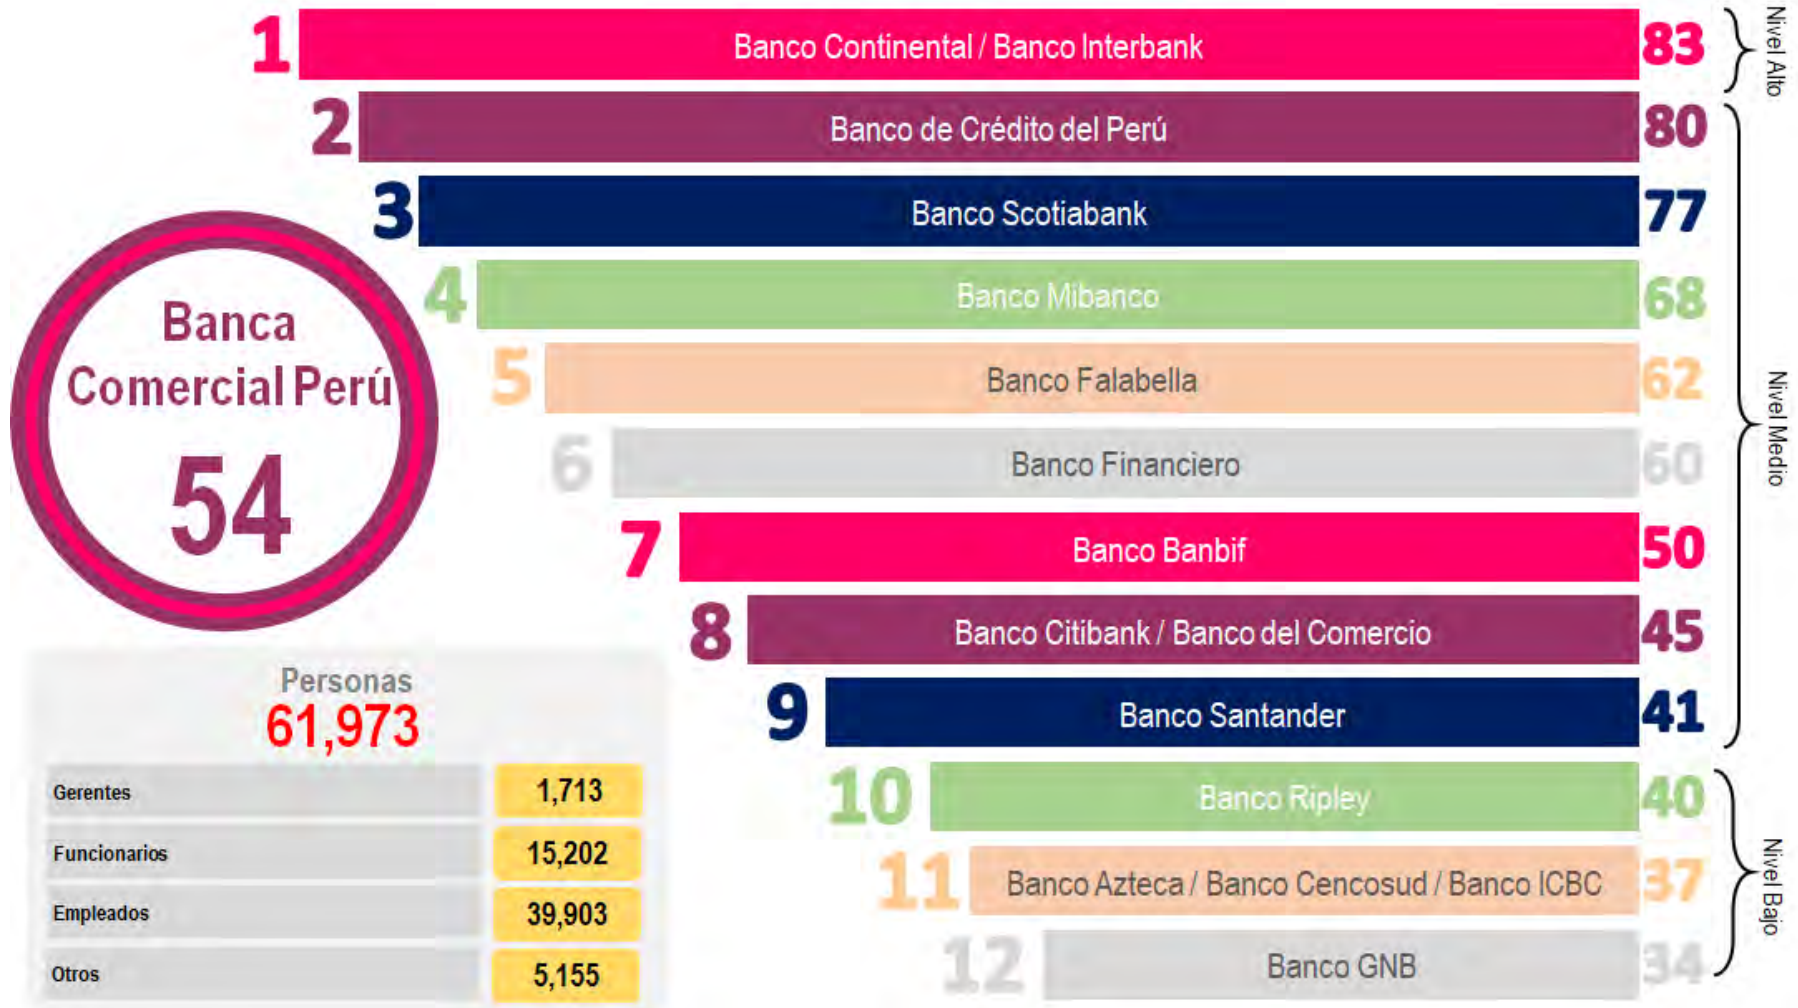 1 Banco Continental / Banco Interbank 83
2 Banco de Crédito del Perú 80
3 Banco Scotiabank 77
4 Banco Mibanco 68
5 Banco Falabella 62
6 Banco Financiero 60
7 Banco Banbif 50
8 Banco Citibank / Banco del Comercio 45
9 Banco Santander 41
10 Banco Ripley 40
11 Banco Azteca / Banco Cencosud / Banco ICBC 37
12 Banco GNB 34
Nivel Alto
Nivel Medio
Nivel Bajo
Banca
Comercial Perú
54
Personas
61,973
Gerentes 1,713
Funcionarios 15,202
Empleados 39,903
Otros 5,155